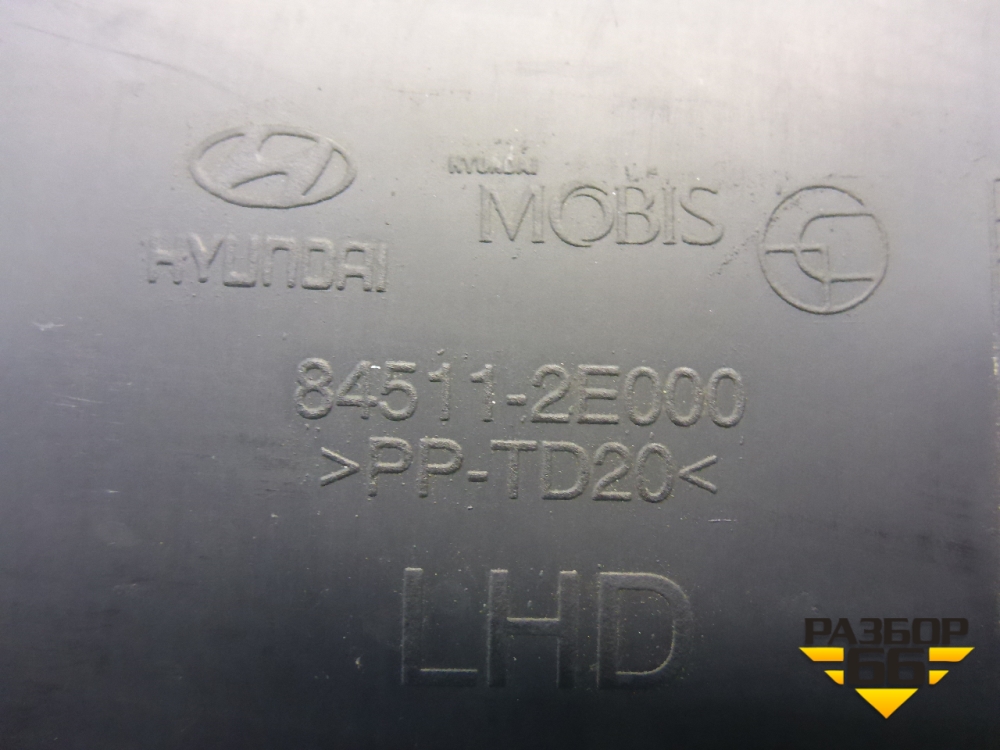 HYUNDAI
HYUNDAI
MOBIS
84511-2E000
>PP-TD20<
LHD
РАЗБОР
66